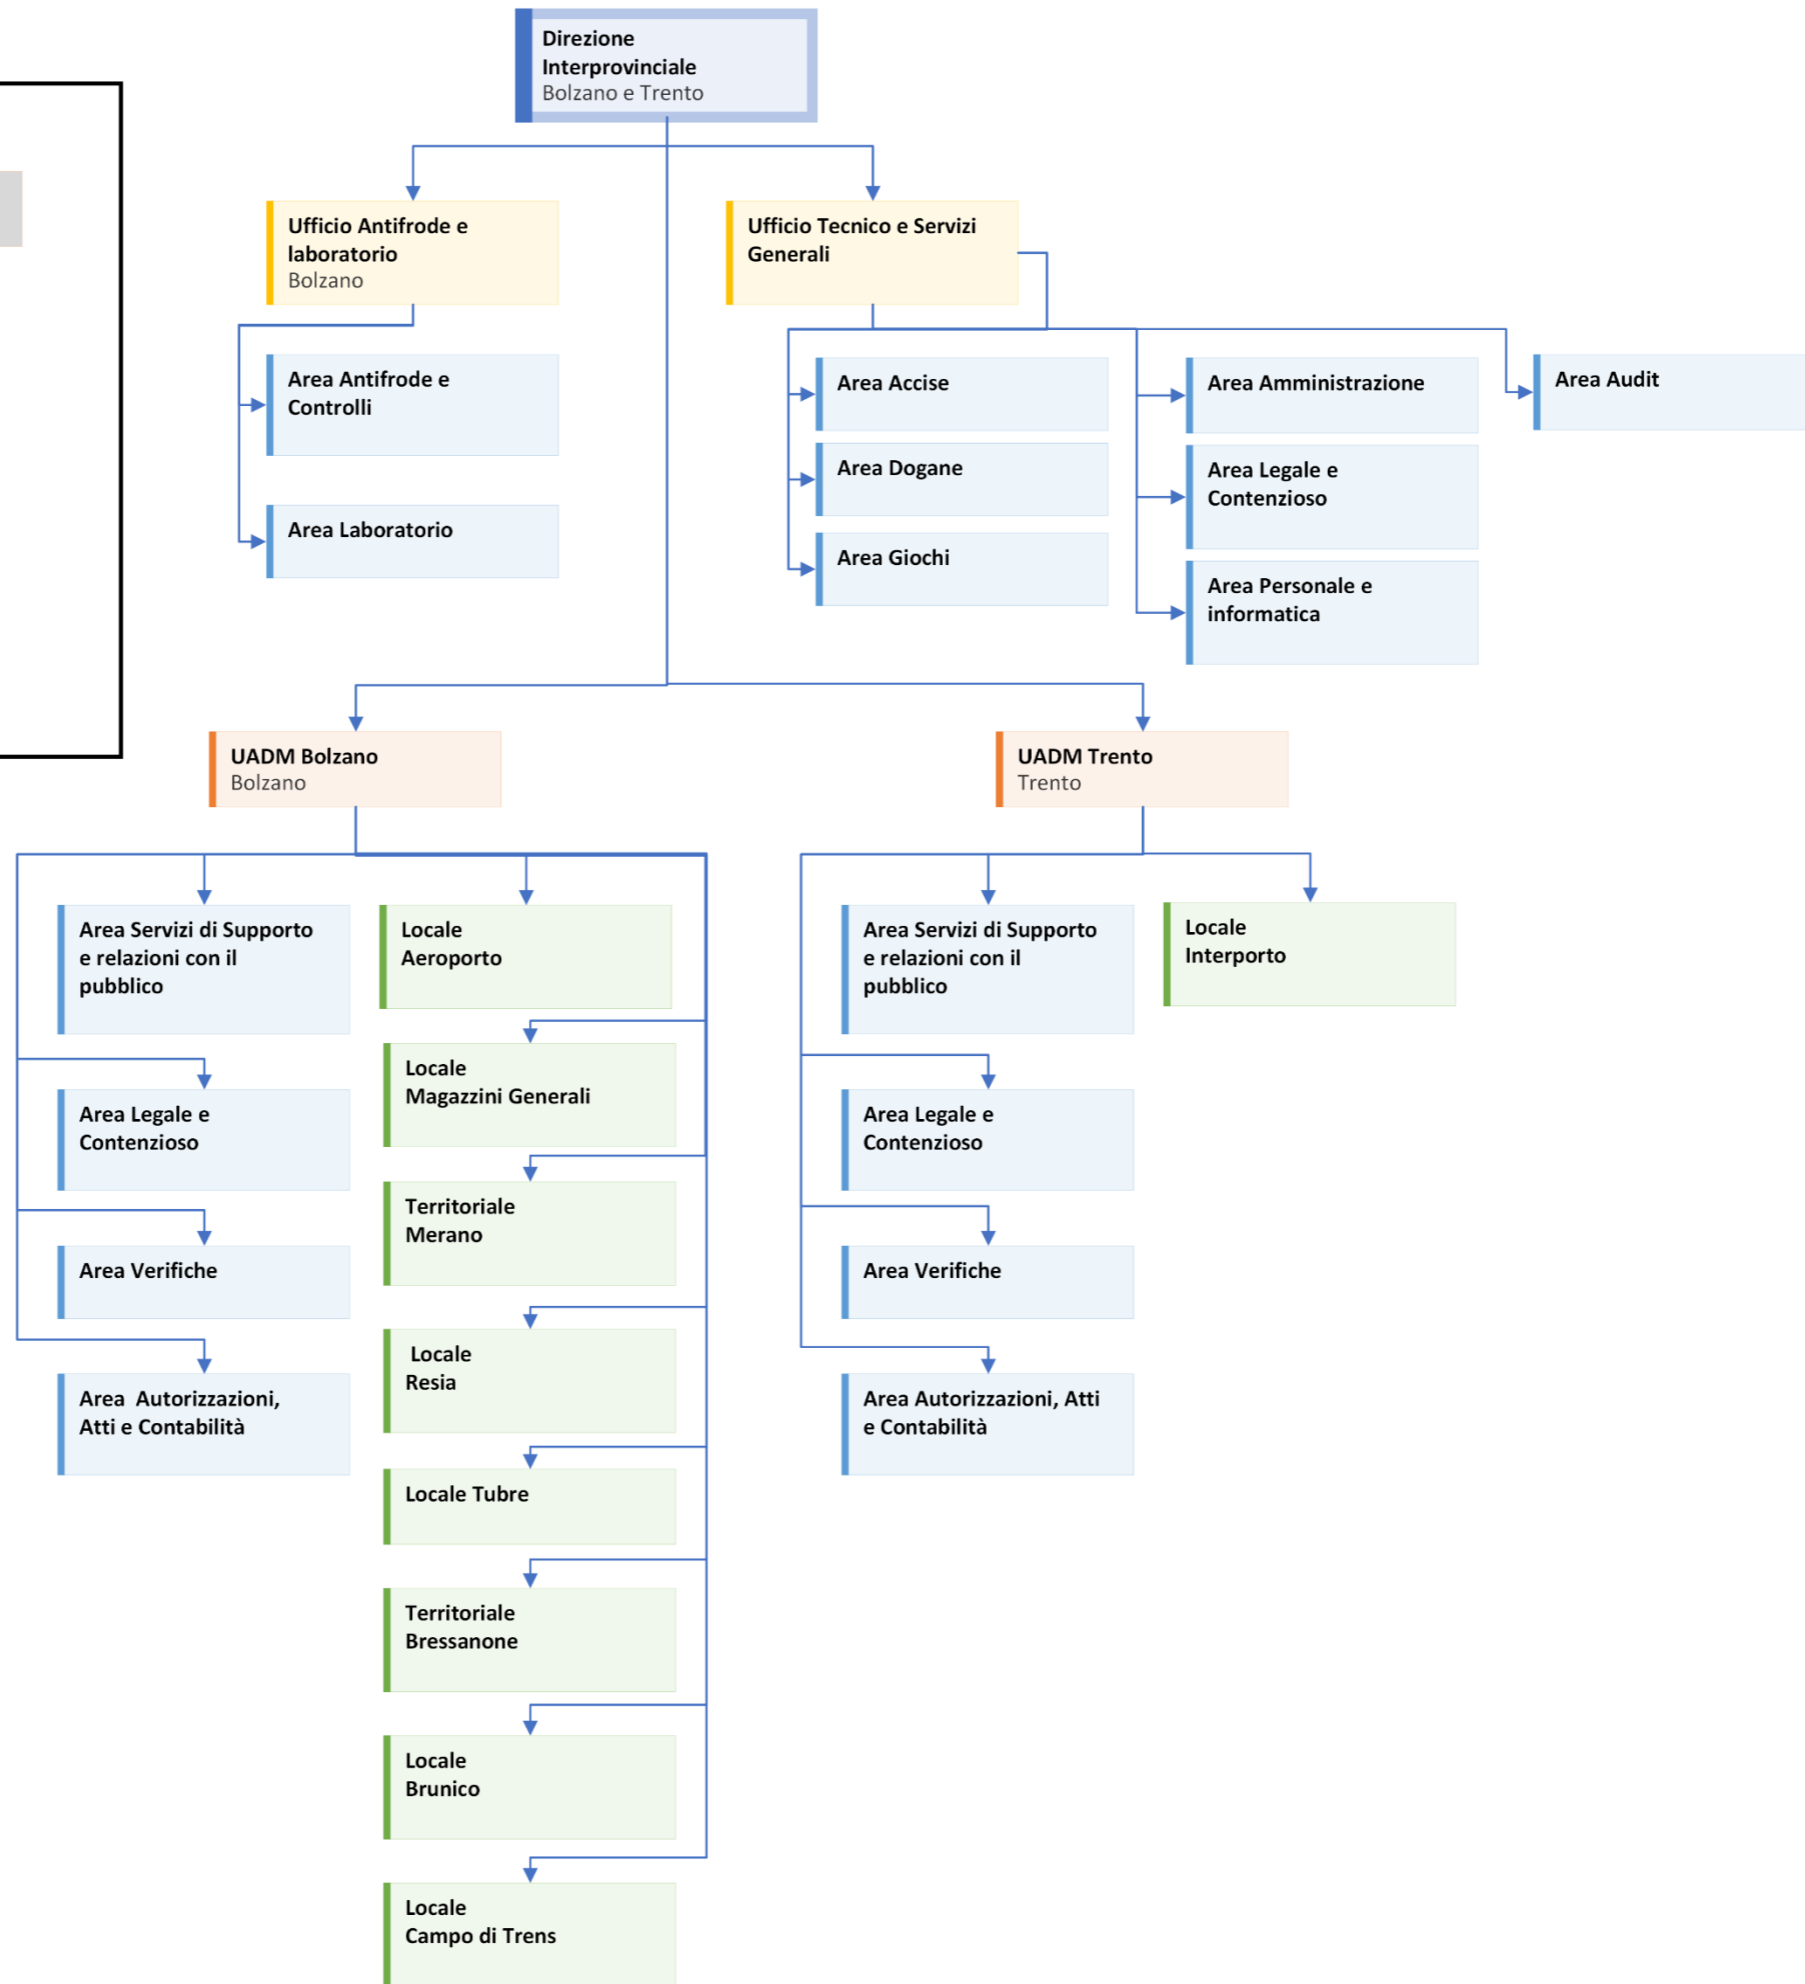 Direzione
Interprovinciale
Bolzano e Trento
Ufficio Antifrode e
laboratorio
Bolzano
Ufficio Tecnico e Servizi
Generali
Area Antifrode e
Controlli
Area Laboratorio
Area Accise
Area Dogane
Area Giochi
Area Amministrazione
Area Legale e
Contenzioso
Area Personale e
informatica
Area Audit
UADM Bolzano
Bolzano
UADM Trento
Trento
Area Servizi di Supporto
e relazioni con il
pubblico
Area Legale e
Contenzioso
Area Verifiche
Area  Autorizzazioni,
Atti e Contabilità
Locale
Aeroporto
Locale
Magazzini Generali
Territoriale
Merano
Locale
Resia
Locale Tubre
Territoriale
Bressanone
Locale
Brunico
Locale
Campo di Trens
Area Servizi di Supporto
e relazioni con il
pubblico
Area Legale e
Contenzioso
Area Verifiche
Area Autorizzazioni, Atti
e Contabilità
Locale
Interporto